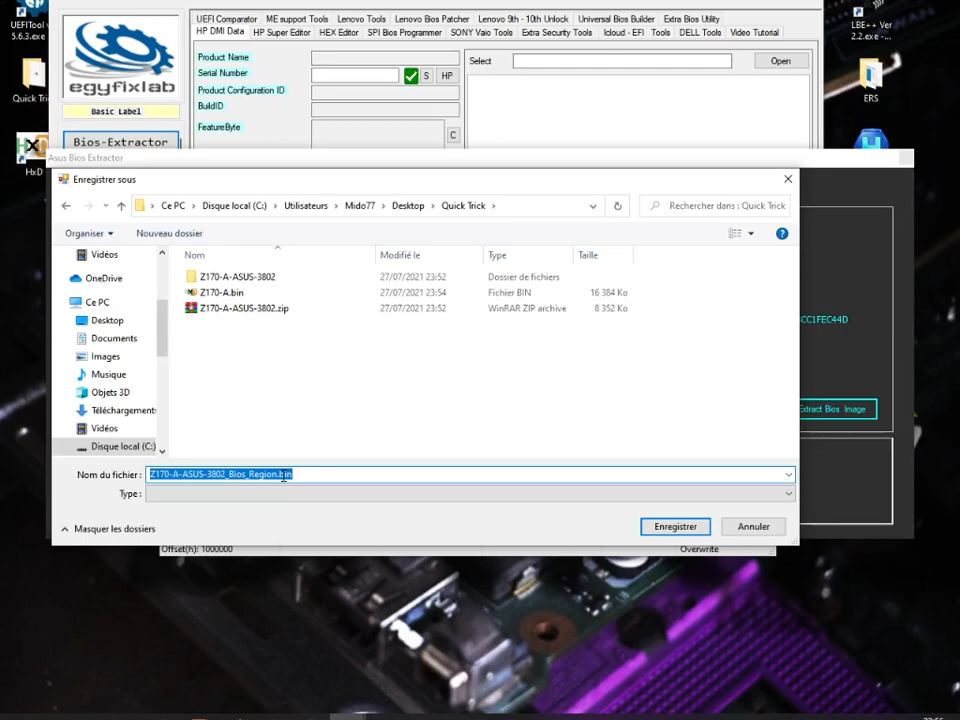 UEFITool w
5.6.3.exe
Quick Tric
HxD
egyfixlab
Basic Label
Bios-Extractor
UEFI Comparator
ME support Tools
Lenovo Tools
Lenovo Bios Patcher
Lenovo 9th - 10th Unlock
Universal Bios Builder
Extra Bios Utility
HP DMI Data
HP Super Editor
HEX Editor
SPI Bios Programmer
SONY Vaio Tools
Extra Security Tools
Icloud - EFI Tools
DELL Tools
Video Tutorial
Product Name
Serial Number
S
HP
Product Configuration ID
BuildID
FeatureByte
C
Select
Open
LBE++ Ver
2.2.exe -...
ERS
Asus Bios Extractor
Enregistrer sous
Ce PC
Disque local (C:)
Utilisateurs
Mido77
Desktop
Quick Trick
Rechercher dans : Quick Trick
Organiser
Nouveau dossier
Nom
Modifié le
Type
Taille
Vidéos
OneDrive
Ce PC
Desktop
Documents
Images
Musique
Objets 3D
Téléchargements
Vidéos
Disque local (C:)
Z170-A-ASUS-3802
27/07/2021 23:52
Dossier de fichiers
Z170-A.bin
27/07/2021 23:54
Fichier BIN
16 384 Ko
Z170-A-ASUS-3802.zip
27/07/2021 23:52
WinRAR ZIP archive
8 352 Ko
CC1FEC44D
Extract Bios Image
Nom du fichier :
Z170-A-ASUS-3802_Bios_Region.bin
Type :
Masquer les dossiers
Enregistrer
Annuler
Offset(h): 1000000
Overwrite